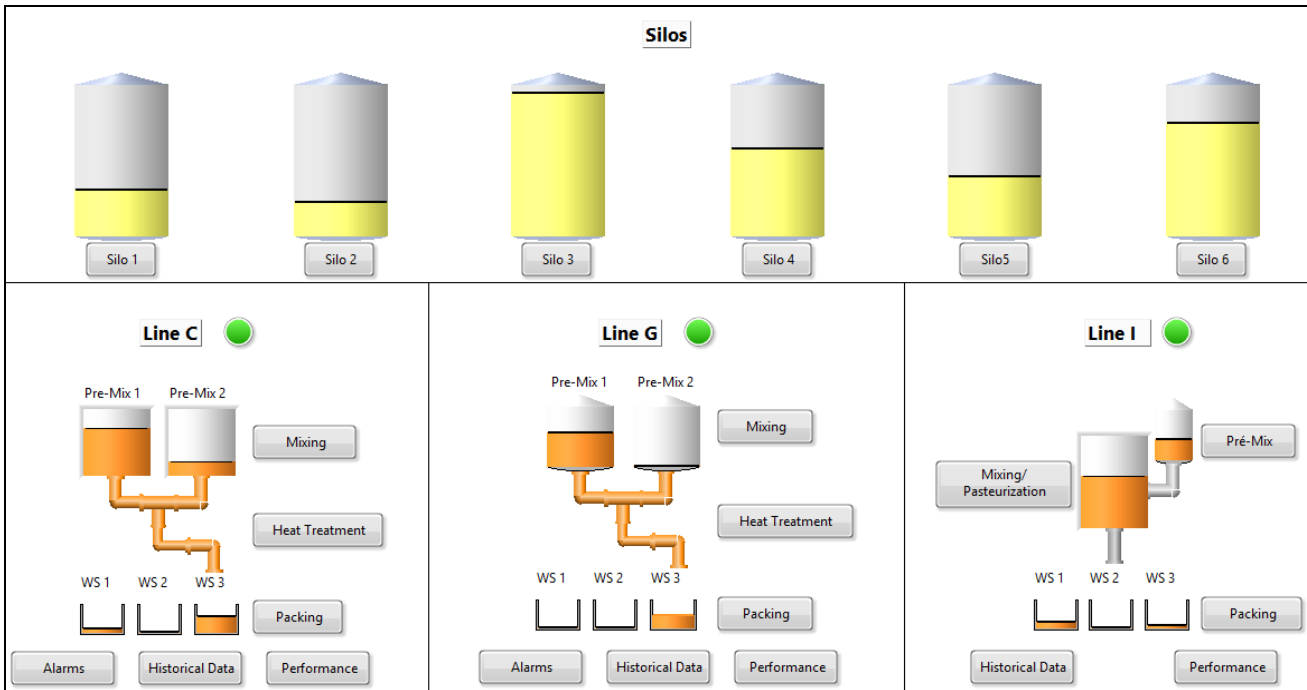 Silos
Silo 1
Silo 2
Silo 3
Silo 4
Silo5
Silo 6
Line C
Pre-Mix 1
Pre-Mix 2
Mixing
Heat Treatment
WS 1
WS 2
WS 3
Packing
Alarms
Historical Data
Performance
Line G
Pre-Mix 1
Pre-Mix 2
Mixing
Heat Treatment
WS 1
WS 2
WS 3
Packing
Alarms
Historical Data
Performance
Line I
Pré-Mix
Mixing/
Pasteurization
WS 1
WS 2
WS 3
Packing
Historical Data
Performance